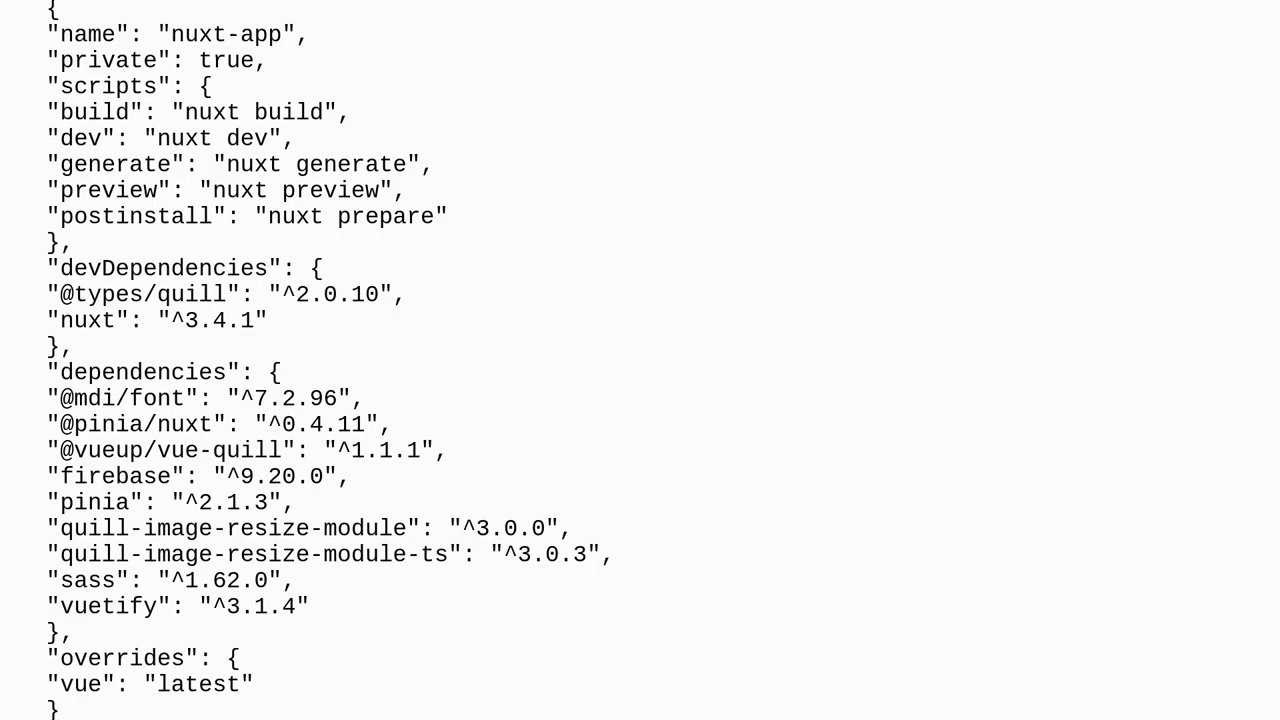 {
"name": "nuxt-app",
"private": true,
"scripts": {
"build": "nuxt build",
"dev": "nuxt dev",
"generate": "nuxt generate",
"preview": "nuxt preview",
"postinstall": "nuxt prepare"
},
"devDependencies": {
"@types/quill": "^2.0.10",
"nuxt": "^3.4.1"
},
"dependencies": {
"@mdi/font": "^7.2.96",
"@pinia/nuxt": "^0.4.11",
"@vueup/vue-quill": "^1.1.1",
"firebase": "^9.20.0",
"pinia": "^2.1.3",
"quill-image-resize-module": "^3.0.0",
"quill-image-resize-module-ts": "^3.0.3",
"sass": "^1.62.0",
"vuetify": "^3.1.4"
},
"overrides": {
"vue": "latest"
}